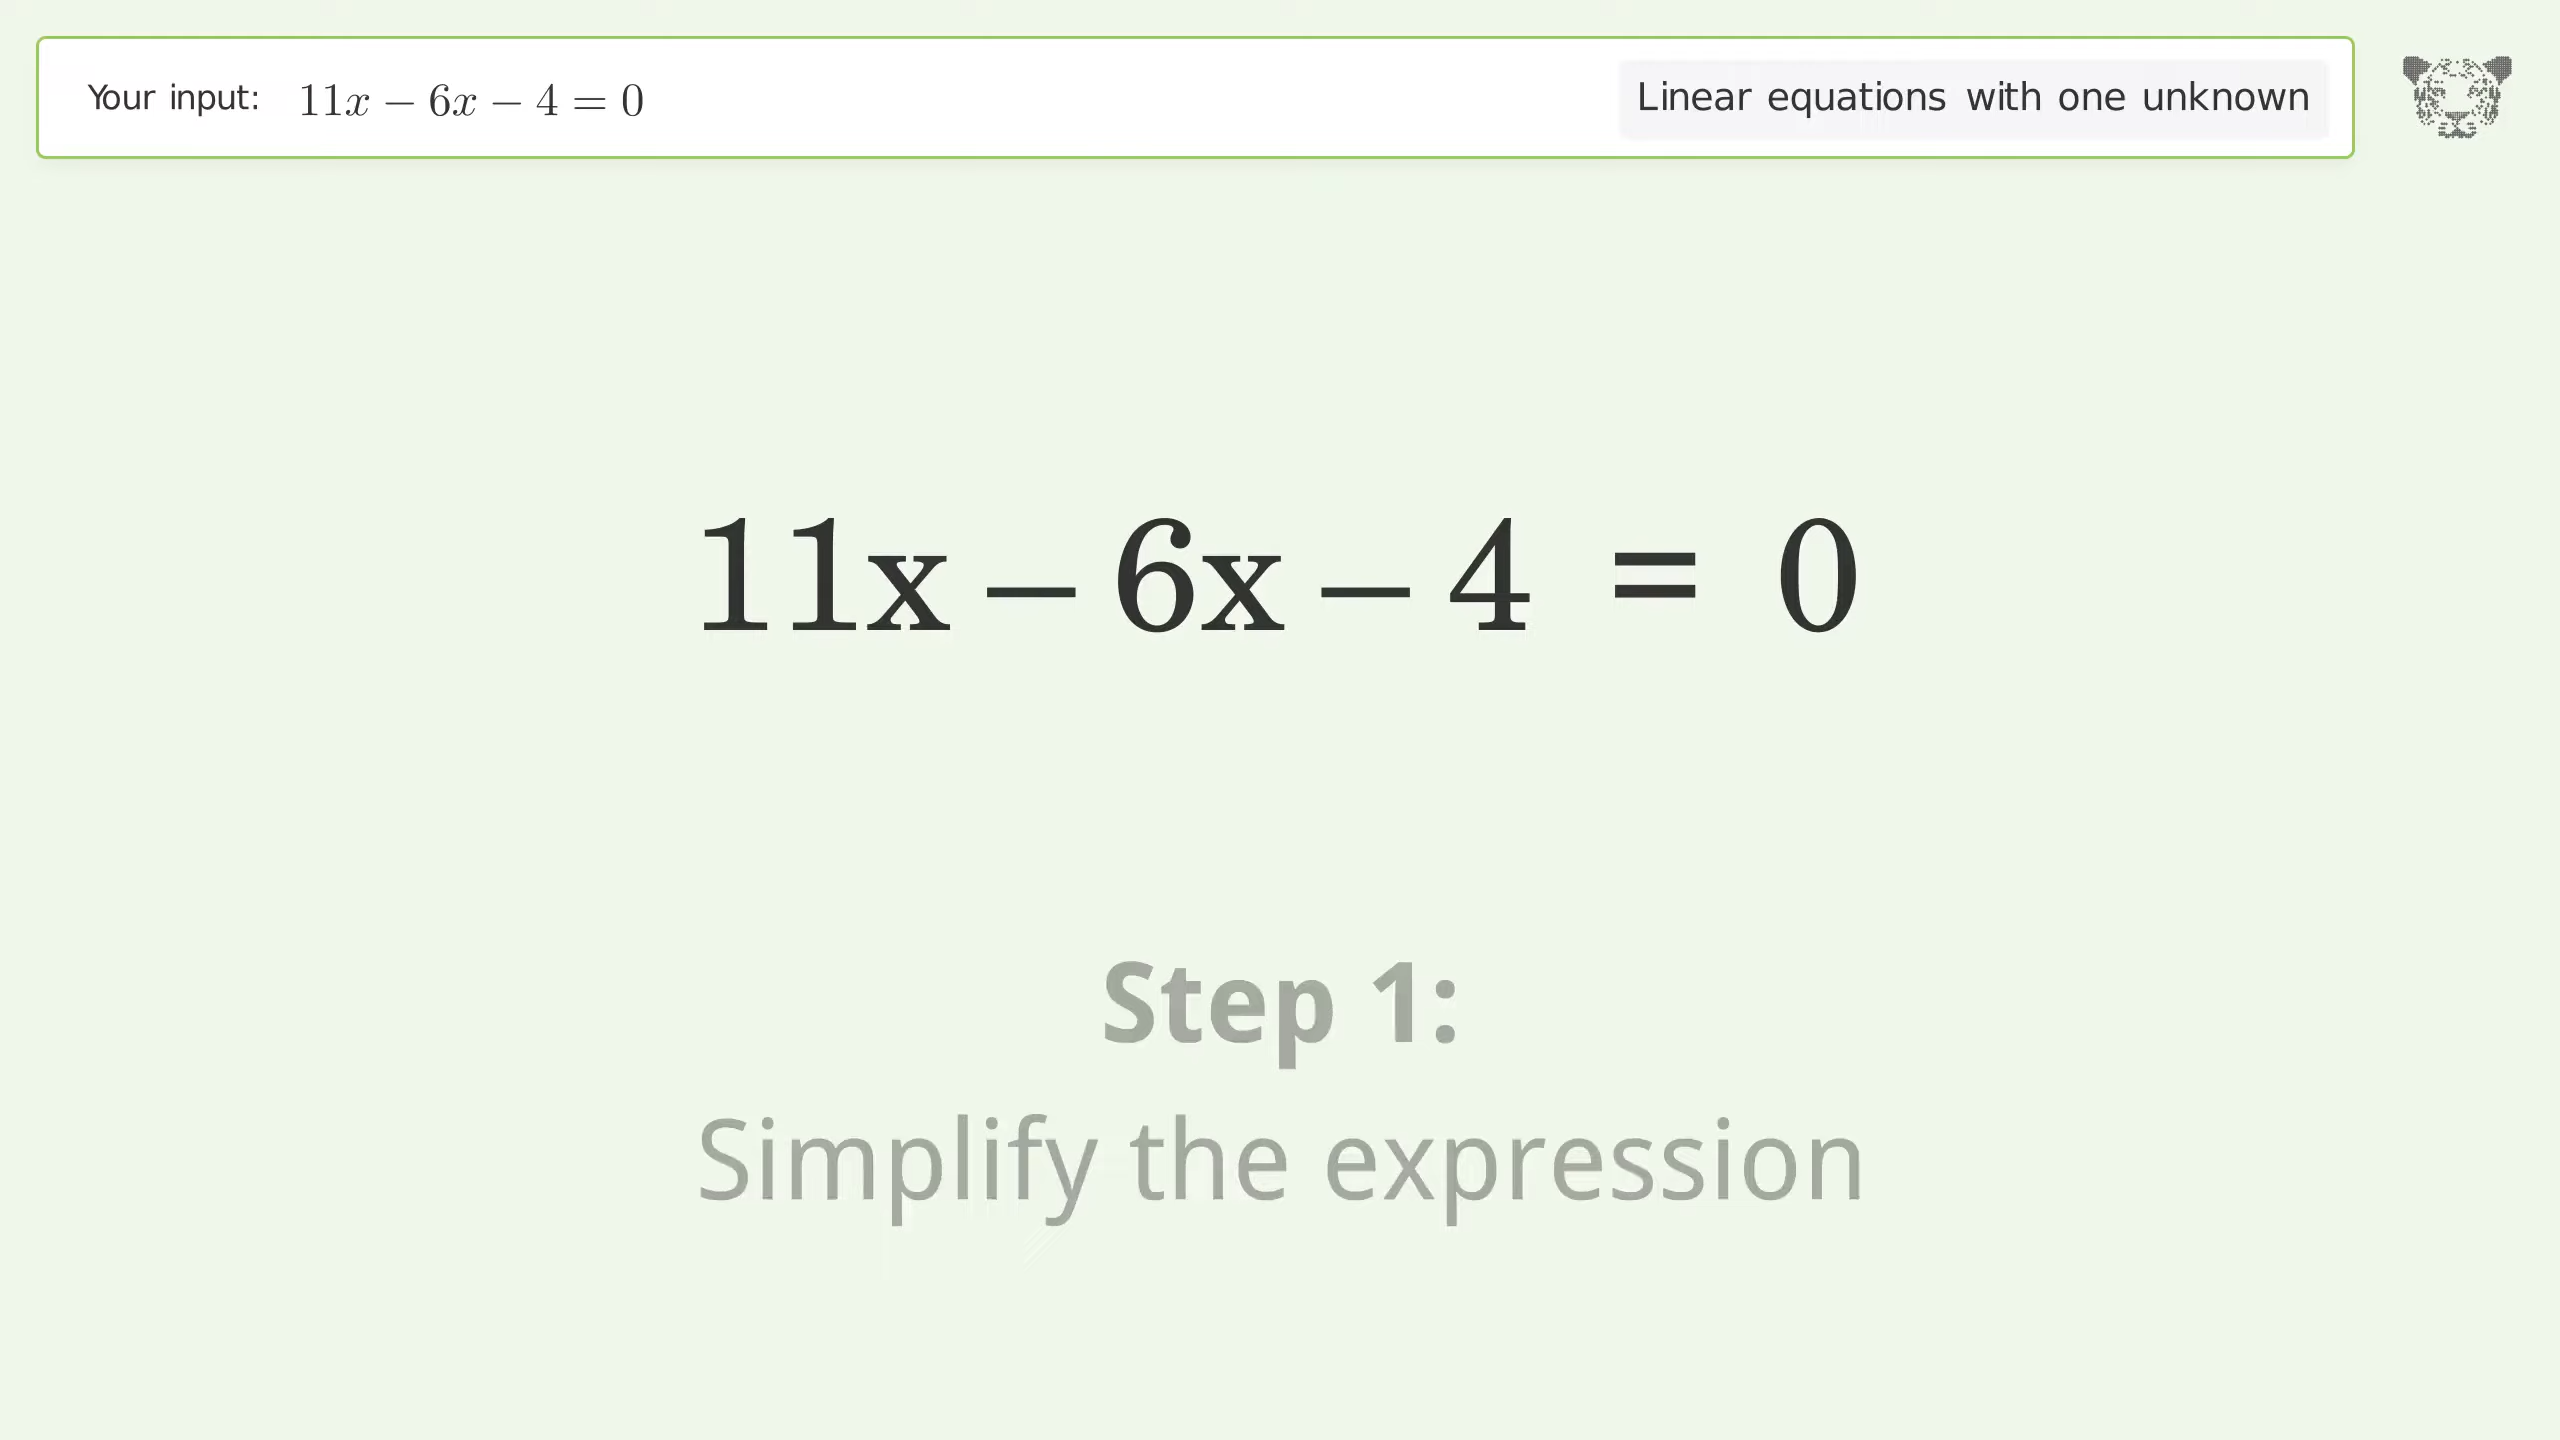 Your input: 11x − 6x − 4 = 0
Linear equations with one unknown
11x − 6x − 4 = 0
Step 1:
Simplify the expression